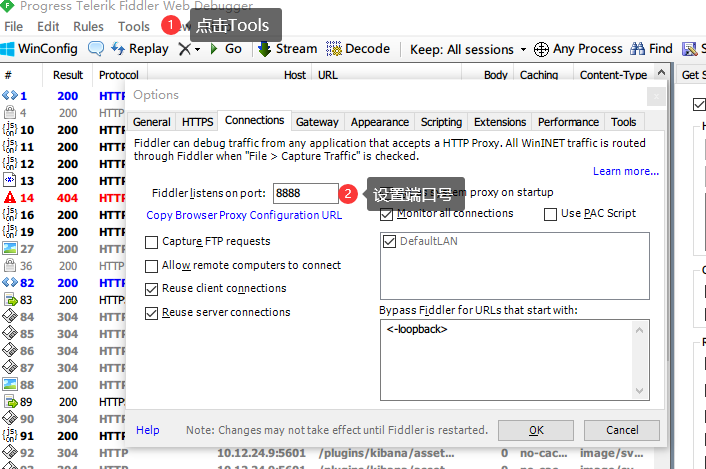 Progress Telerik Fiddler Web Debugger
File Edit Rules Tools
1 点击Tools
WinConfig Replay Go Stream Decode Keep: All sessions Any Process Find
# Result Protocol Host URL Body Caching Content-Type Get S
1 200 HTTP
4 200 HTTP
10 200 HTTP
11 200 HTTP
12 200 HTTP
13 200 HTTP
14 404 HTTP
16 200 HTTP
19 200 HTTP
27 200 HTTP
36 200 HTTP
82 200 HTTP
83 200 HTTP
84 304 HTTP
85 304 HTTP
86 304 HTTP
87 304 HTTP
88 200 HTTP
89 200 HTTP
90 304 HTTP
91 200 HTTP
92 304 HTTP 10.12.24.9:5601 /plugins/kibana/asset... 0 no-cac... image/sv...
Options
General HTTPS Connections Gateway Appearance Scripting Extensions Performance Tools
Fiddler can debug traffic from any application that accepts a HTTP Proxy. All WinINET traffic is routed
through Fiddler when "File > Capture Traffic" is checked.
Learn more...
Fiddler listens on port: 8888
2 设置端口号
m proxy on startup
Copy Browser Proxy Configuration URL
Monitor all connections Use PAC Script
Capture FTP requests
DefaultLAN
Allow remote computers to connect
Reuse client connections
Reuse server connections
Bypass Fiddler for URLs that start with:
<-loopback>
Help Note: Changes may not take effect until Fiddler is restarted. OK Cancel